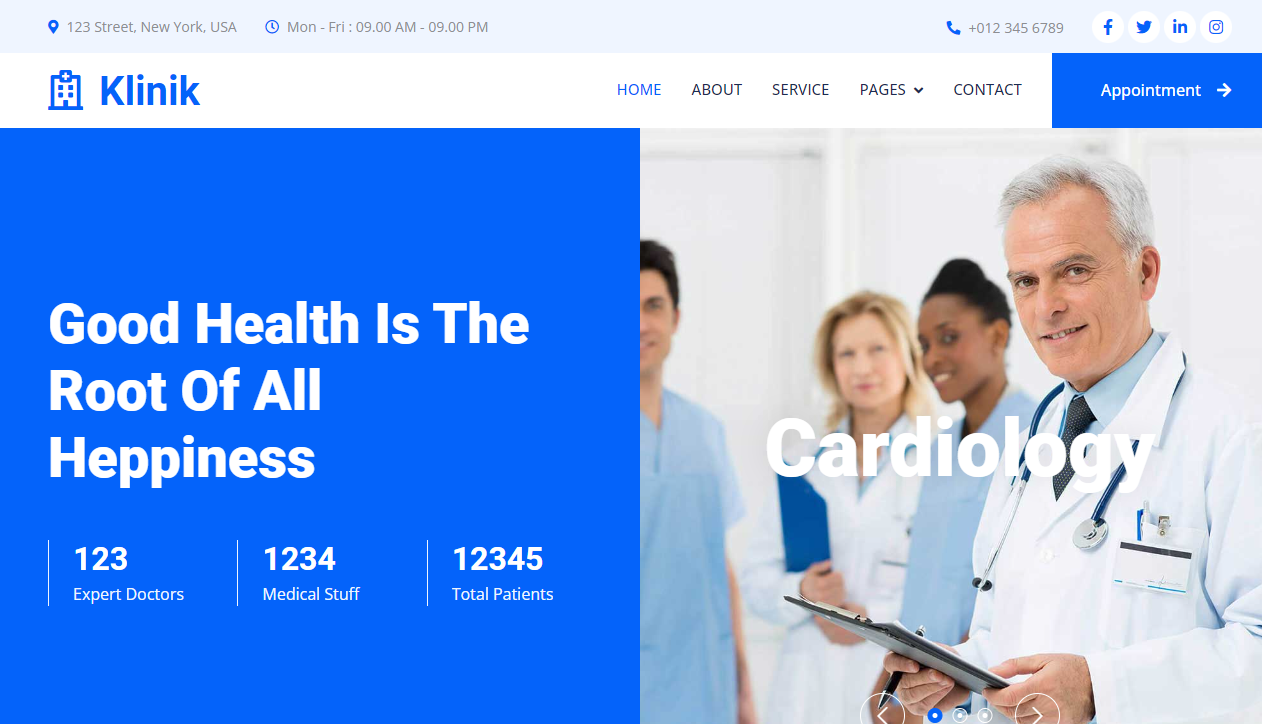 123 Street, New York, USA
Mon - Fri : 09.00 AM - 09.00 PM
+012 345 6789
Klinik
HOME
ABOUT
SERVICE
PAGES
CONTACT
Appointment
Good Health Is The
Root Of All
Heppiness
123
Expert Doctors
1234
Medical Stuff
12345
Total Patients
Cardiology